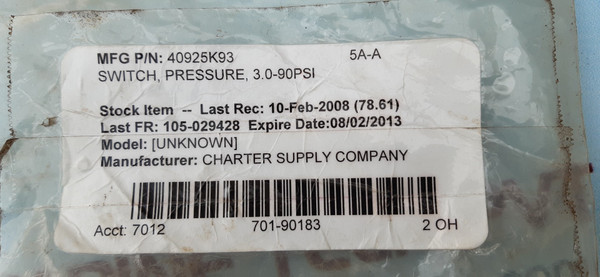 MFG P/N: 40925K93 5A-A
SWITCH, PRESSURE, 3.0-90PSI
Stock Item -- Last Rec: 10-Feb-2008 (78.61)
Last FR: 105-029428 Expire Date:08/02/2013
Model: [UNKNOWN]
Manufacturer: CHARTER SUPPLY COMPANY
Acct: 7012 701-90183 2 OH